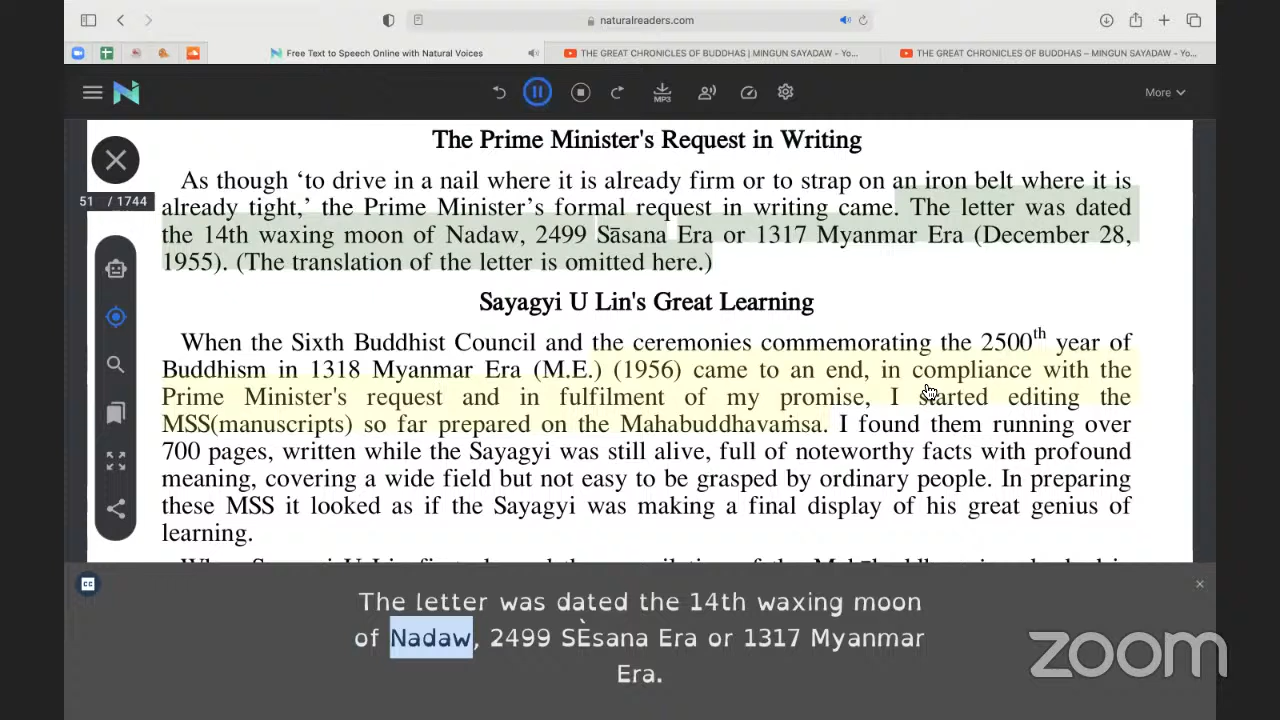 naturalreaders.com
Free Text to Speech Online with Natural Voices
THE GREAT CHRONICLES OF BUDDHAS | MINGUN SAYADAW - Yo...
THE GREAT CHRONICLES OF BUDDHAS – MINGUN SAYADAW - Yo...
MP3
More
The Prime Minister's Request in Writing
51 / 1744
As though ‘to drive in a nail where it is already firm or to strap on an iron belt where it is
already tight,’ the Prime Minister’s formal request in writing came. The letter was dated
the 14th waxing moon of Nadaw, 2499 Sāsana Era or 1317 Myanmar Era (December 28,
1955). (The translation of the letter is omitted here.)
Sayagyi U Lin's Great Learning
When the Sixth Buddhist Council and the ceremonies commemorating the 2500th year of
Buddhism in 1318 Myanmar Era (M.E.) (1956) came to an end, in compliance with the
Prime Minister's request and in fulfilment of my promise, I started editing the
MSS(manuscripts) so far prepared on the Mahabuddhavaṁsa. I found them running over
700 pages, written while the Sayagyi was still alive, full of noteworthy facts with profound
meaning, covering a wide field but not easy to be grasped by ordinary people. In preparing
these MSS it looked as if the Sayagyi was making a final display of his great genius of
learning.
CC
The letter was dated the 14th waxing moon
of Nadaw, 2499 SÈsana Era or 1317 Myanmar
Era.
zoom